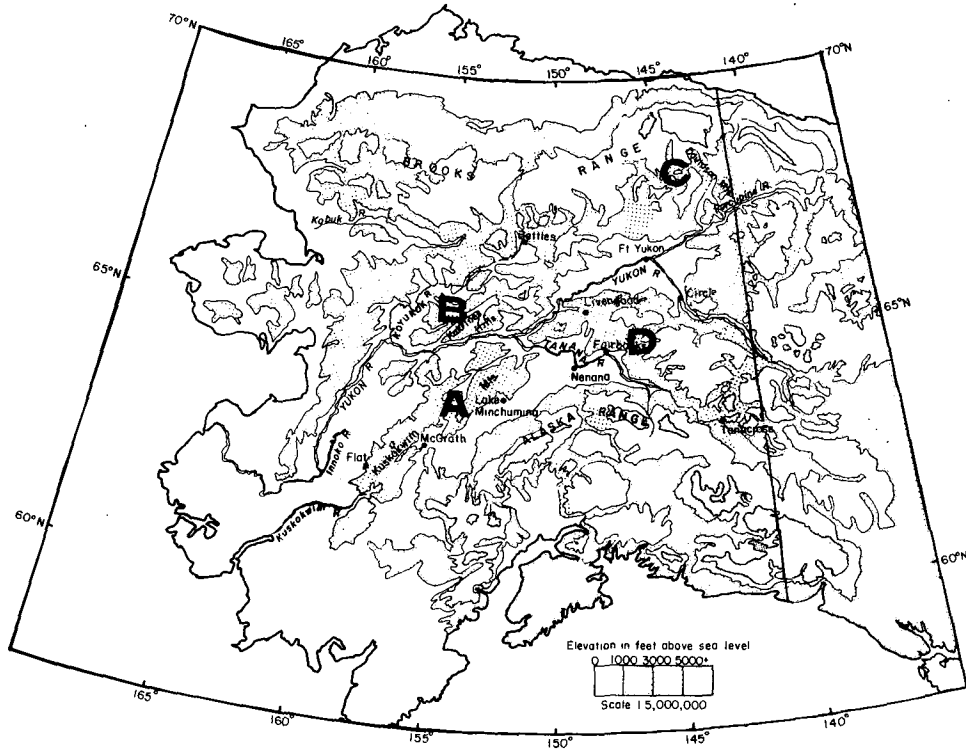 70°N
165°
160°
155°
150°
145°
140°
70°N
BROOKS
RANGE
C
Porcupine R.
Kobuk R
Bettles
65°N
Ft Yukon
YUKON R
Circle
KOYUKUK R
B
Livengood
65°N
TANANA R
Fairbanks
D
YUKON R
Nenana
A
Mts
Lake
Minchumina
ALASKA
RANGE
Tanacross
McGrath
Innoko R
Flat
Kuskokwim
60°N
Kuskokwim R
60°N
Elevation in feet above sea level
0 1000 3000 5000+
Scale 1:5,000,000
165°
160°
155°
150°
145°
140°